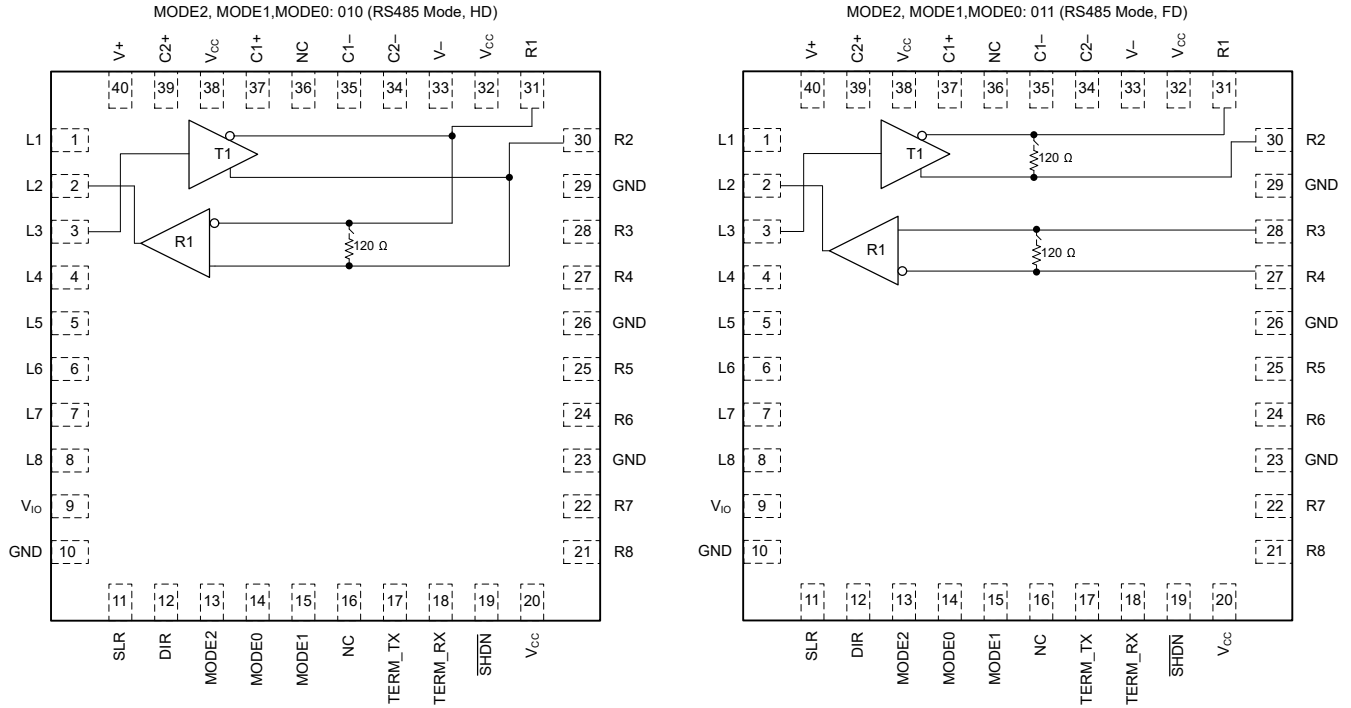 MODE2, MODE1,MODE0: 010 (RS485 Mode, HD)
V+ C2+ VCC C1+ NC C1– C2– V– VCC R1
40 39 38 37 36 35 34 33 32 31
L1 1 T1 30 R2
L2 2 29 GND
L3 3 R1 120 Ω 28 R3
L4 4 27 R4
L5 5 26 GND
L6 6 25 R5
L7 7 24 R6
L8 8 23 GND
VIO 9 22 R7
GND 10 21 R8
11 12 13 14 15 16 17 18 19 20
SLR DIR MODE2 MODE0 MODE1 NC TERM_TX TERM_RX SHDN VCC
MODE2, MODE1,MODE0: 011 (RS485 Mode, FD)
V+ C2+ VCC C1+ NC C1– C2– V– VCC R1
40 39 38 37 36 35 34 33 32 31
L1 1 T1 120 Ω 30 R2
L2 2 29 GND
L3 3 R1 120 Ω 28 R3
L4 4 27 R4
L5 5 26 GND
L6 6 25 R5
L7 7 24 R6
L8 8 23 GND
VIO 9 22 R7
GND 10 21 R8
11 12 13 14 15 16 17 18 19 20
SLR DIR MODE2 MODE0 MODE1 NC TERM_TX TERM_RX SHDN VCC